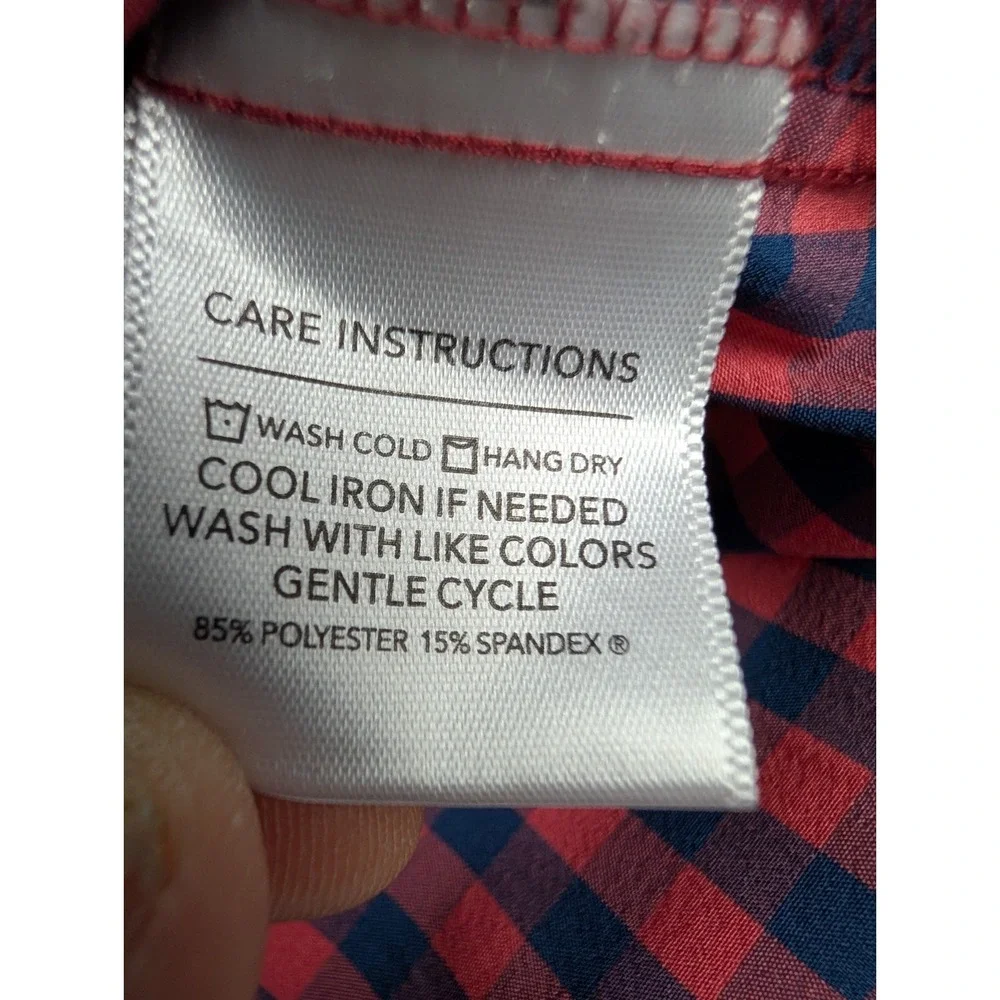 CARE INSTRUCTIONS
WASH COLD HANG DRY
COOL IRON IF NEEDED
WASH WITH LIKE COLORS
GENTLE CYCLE
85% POLYESTER 15% SPANDEX ®